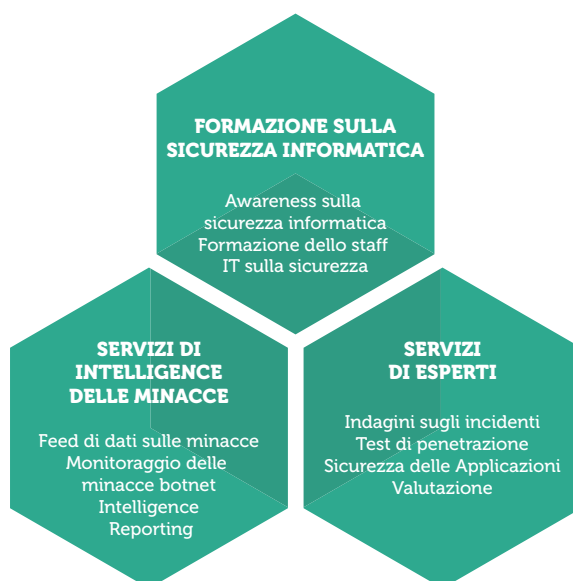 FORMAZIONE SULLA
SICUREZZA INFORMATICA
Awareness sulla
sicurezza informatica
Formazione dello staff
IT sulla sicurezza
SERVIZI DI
INTELLIGENCE
DELLE MINACCE
Feed di dati sulle minacce
Monitoraggio delle
minacce botnet
Intelligence
Reporting
SERVIZI
DI ESPERTI
Indagini sugli incidenti
Test di penetrazione
Sicurezza delle Applicazioni
Valutazione